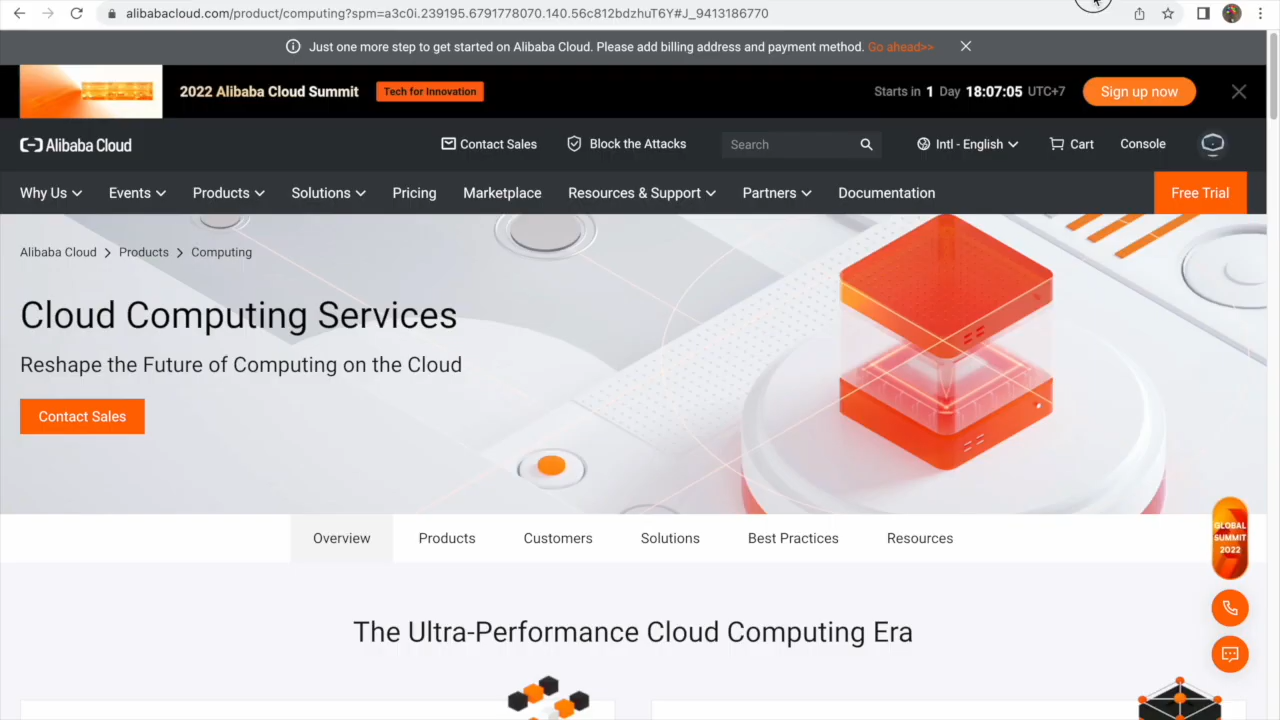 alibabacloud.com/product/computing?spm=a3c0i.239195.6791778070.140.56c812bdzhuT6Y#J_9413186770
Just one more step to get started on Alibaba Cloud. Please add billing address and payment method. Go ahead>>
2022 Alibaba Cloud Summit Tech for Innovation Starts in 1 Day 18:07:05 UTC+7 Sign up now
Alibaba Cloud Contact Sales Block the Attacks Search Intl - English Cart Console
Why Us Events Products Solutions Pricing Marketplace Resources & Support Partners Documentation Free Trial
Alibaba Cloud > Products > Computing
Cloud Computing Services
Reshape the Future of Computing on the Cloud
Contact Sales
GLOBAL
SUMMIT
2022
Overview Products Customers Solutions Best Practices Resources
The Ultra-Performance Cloud Computing Era